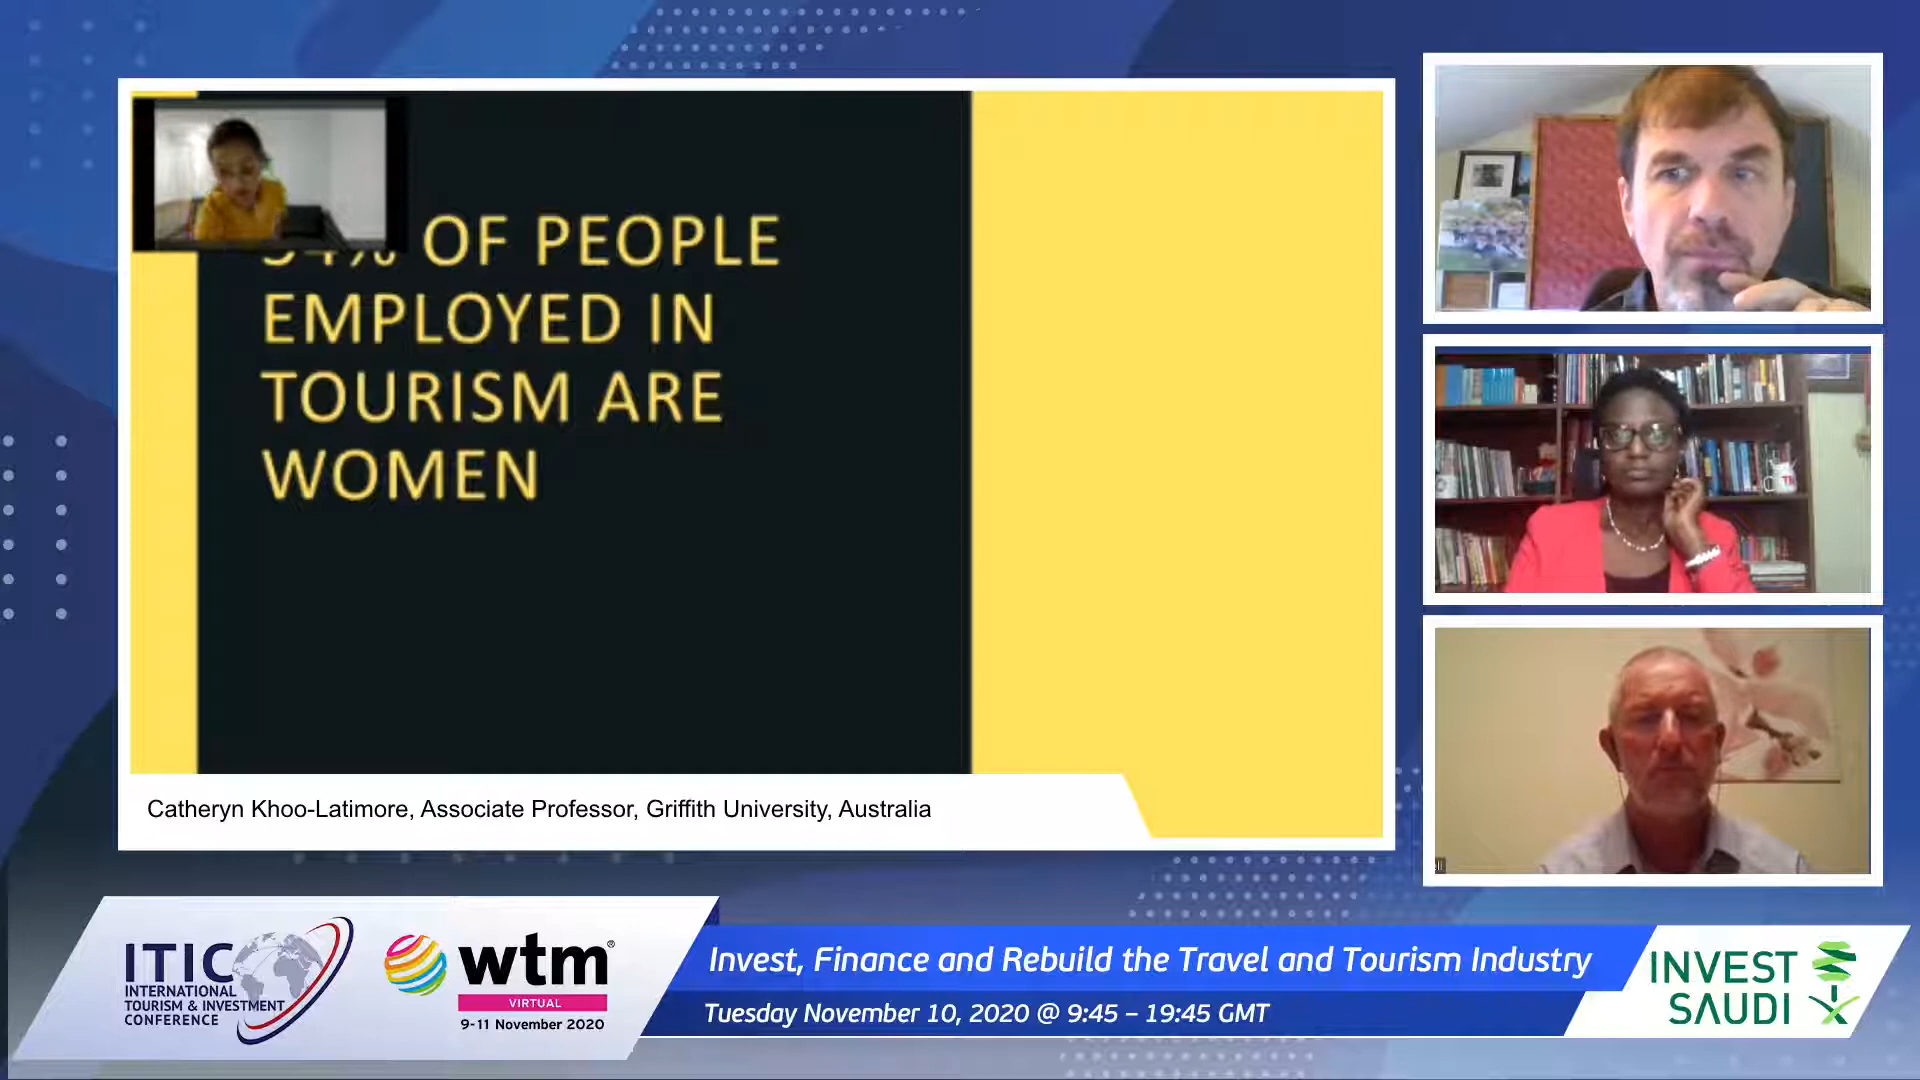 OF PEOPLE
EMPLOYED IN
TOURISM ARE
WOMEN
Catheryn Khoo-Latimore, Associate Professor, Griffith University, Australia
ITIC
INTERNATIONAL
TOURISM & INVESTMENT
CONFERENCE
wtm®
VIRTUAL
9-11 November 2020
Invest, Finance and Rebuild the Travel and Tourism Industry
Tuesday November 10, 2020 @ 9:45 – 19:45 GMT
INVEST
SAUDI